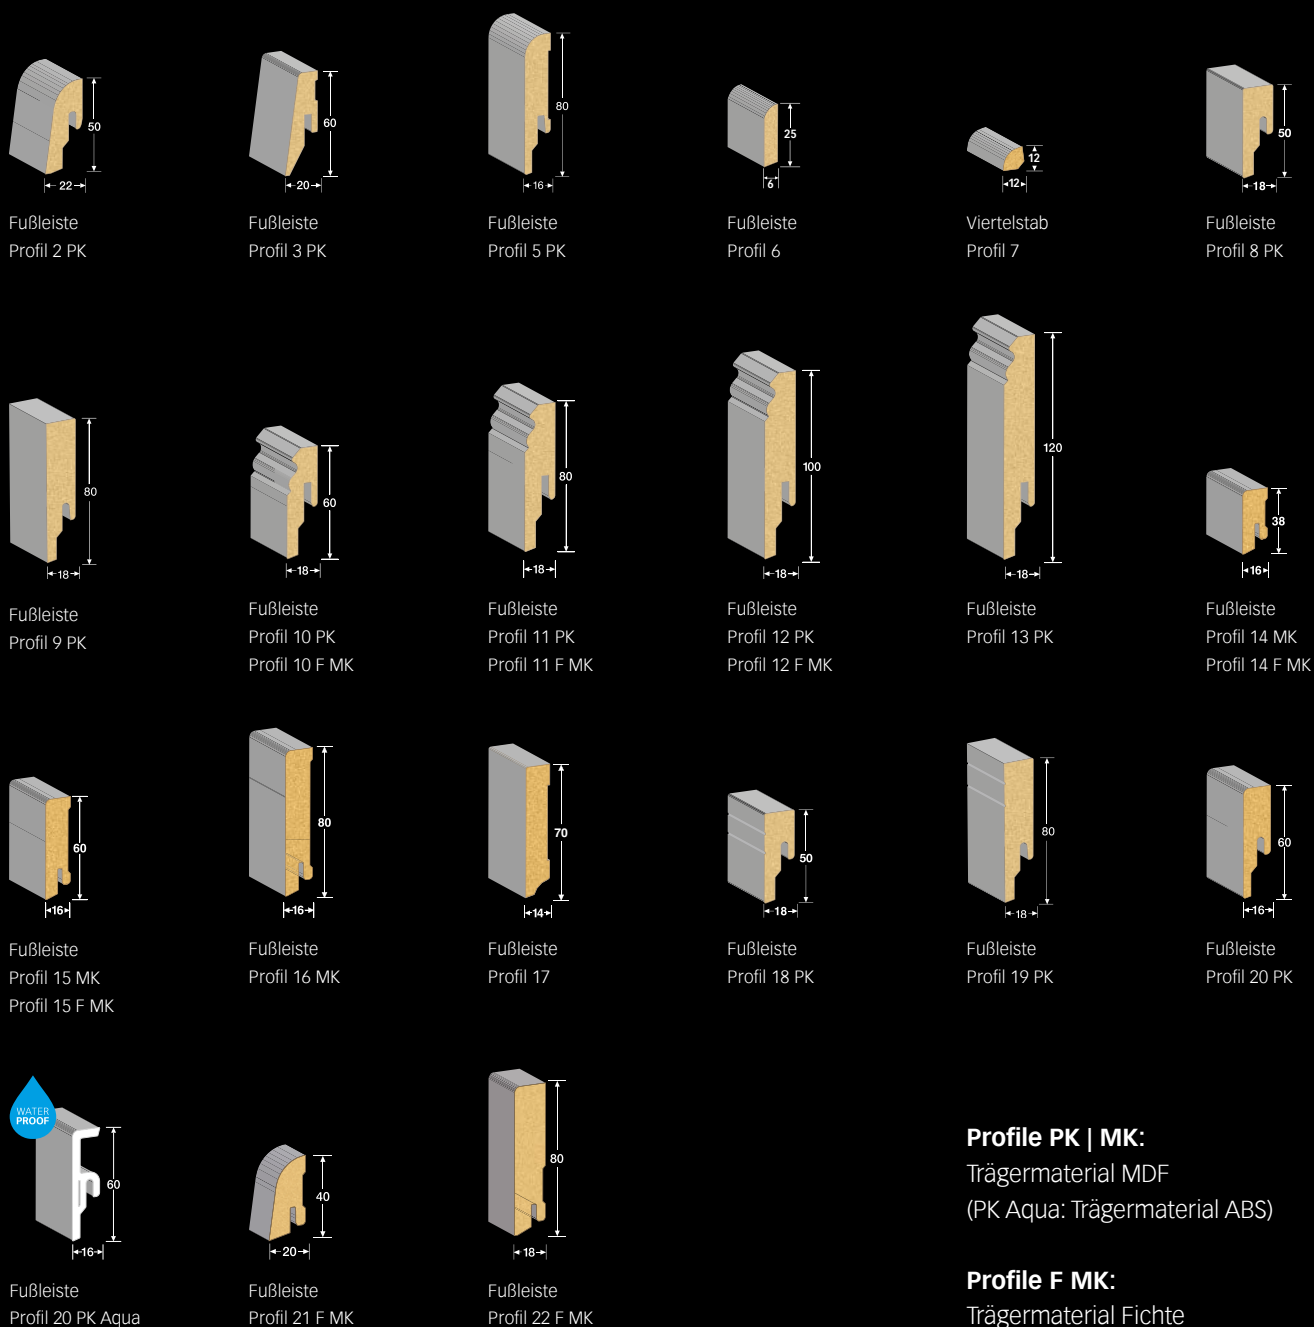 50
22
Fußleiste
Profil 2 PK
60
20
Fußleiste
Profil 3 PK
80
16
Fußleiste
Profil 5 PK
25
6
Fußleiste
Profil 6
12
12
Viertelstab
Profil 7
50
18
Fußleiste
Profil 8 PK
80
18
Fußleiste
Profil 9 PK
60
18
Fußleiste
Profil 10 PK
Profil 10 F MK
80
18
Fußleiste
Profil 11 PK
Profil 11 F MK
100
18
Fußleiste
Profil 12 PK
Profil 12 F MK
120
18
Fußleiste
Profil 13 PK
38
16
Fußleiste
Profil 14 MK
Profil 14 F MK
60
16
Fußleiste
Profil 15 MK
Profil 15 F MK
80
16
Fußleiste
Profil 16 MK
70
14
Fußleiste
Profil 17
50
18
Fußleiste
Profil 18 PK
80
18
Fußleiste
Profil 19 PK
60
16
Fußleiste
Profil 20 PK
WATER
PROOF
60
16
Fußleiste
Profil 20 PK Aqua
40
20
Fußleiste
Profil 21 F MK
80
18
Fußleiste
Profil 22 F MK
Profile PK | MK:
Trägermaterial MDF
(PK Aqua: Trägermaterial ABS)
Profile F MK:
Trägermaterial Fichte